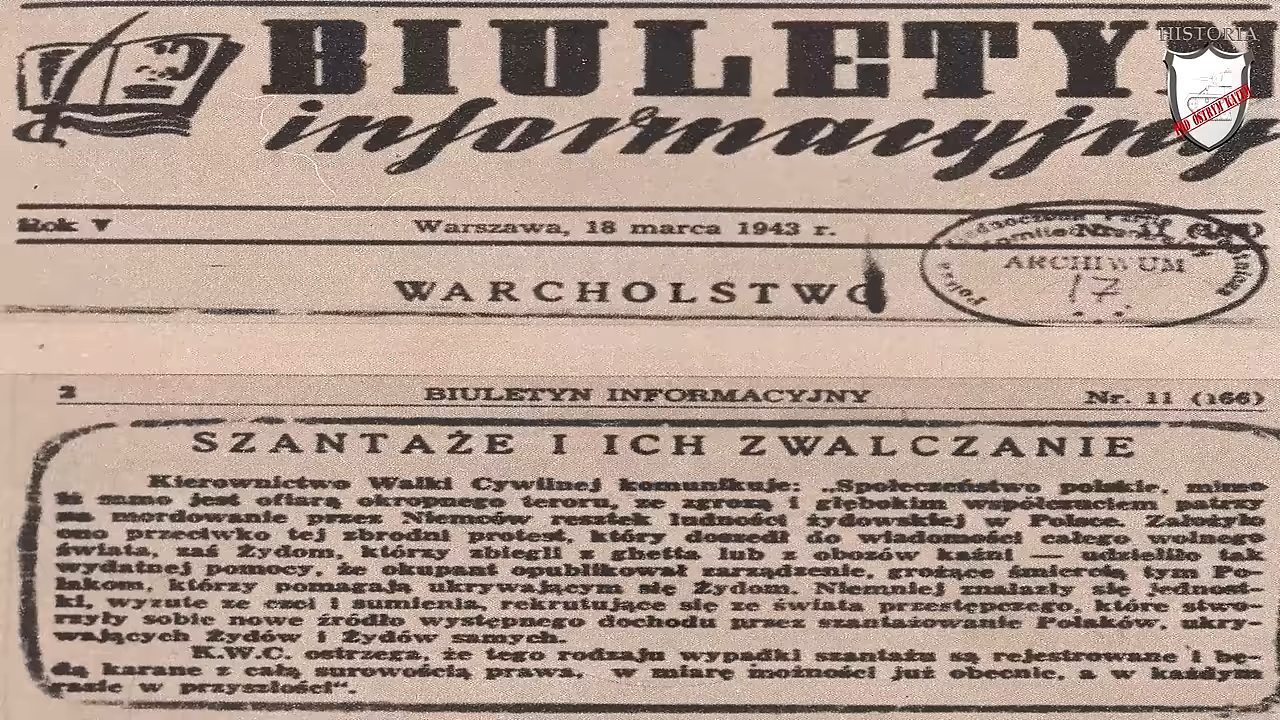 BIULETYN
HISTORIA
informacyjny
POD OSTRYM KĄTEM
Rok V
Warszawa, 18 marca 1943 r.
Nr. 11
ARCHIWUM
17
WARCHOLSTWO
2
BIULETYN INFORMACYJNY
Nr. 11 (166)
SZANTAŻE I ICH ZWALCZANIE
Kierownictwo Walki Cywilnej komunikuje: „Społeczeństwo polskie, mimo
iż samo jest ofiarą okropnego teroru, ze zgrozą i głębokim współczuciem patrzy
na mordowanie przez Niemców resztek ludności żydowskiej w Polsce. Założyło
ono przeciwko tej zbrodni protest, który doszedł do wiadomości całego wolnego
świata, zaś Żydom, którzy zbiegli z ghetta lub z obozów kaźni — udzieliło tak
wydatnej pomocy, że okupant opublikował zarządzenie, grożące śmiercią tym Po-
lakom, którzy pomagają ukrywającym się Żydom. Niemniej znalazły się jednost-
ki, wyzute ze czci i sumienia, rekrutujące się ze świata przestępczego, które stwo-
rzyły sobie nowe źródło występnego dochodu przez szantażowanie Polaków, ukry-
wających Żydów i Żydów samych.
K.W.C. ostrzega, że tego rodzaju wypadki szantażu są rejestrowane i bę-
dą karane z całą surowością prawa, w miarę możności już obecnie, a w każdym
razie w przyszłości“.